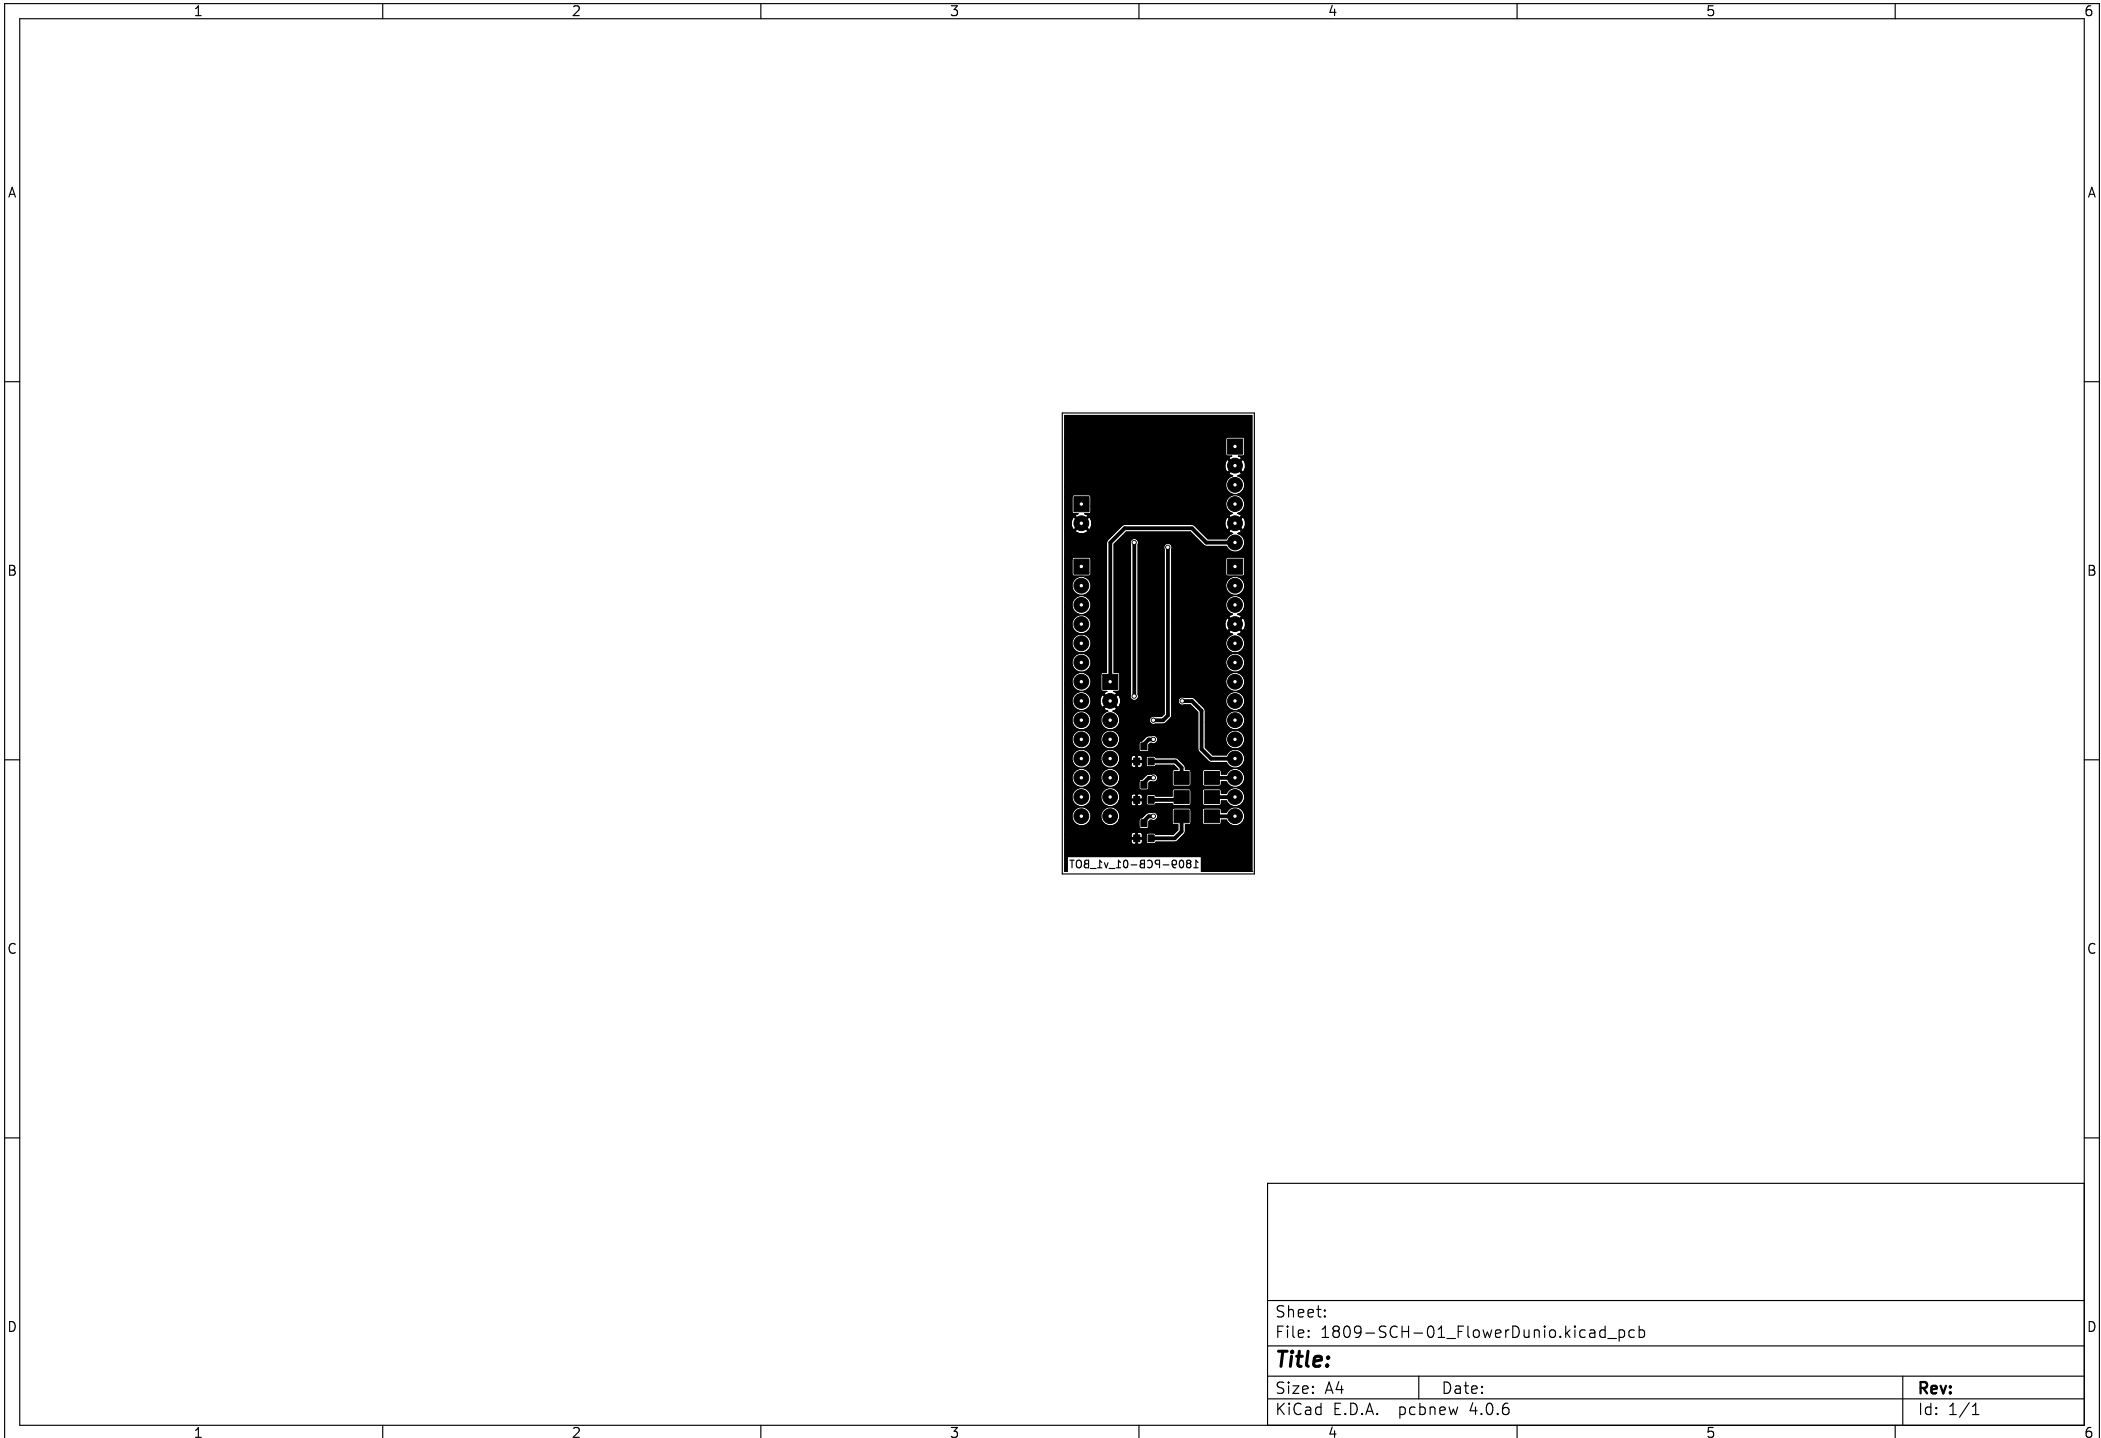 1 2 3 4 5 6
A A
B B
1809-PCB-01_v1_BOT
C C
Sheet:
File: 1809-SCH-01_FlowerDunio.kicad_pcb
D D
Title:
Size: A4 Date: Rev:
KiCad E.D.A. pcbnew 4.0.6 Id: 1/1
1 2 3 4 5 6